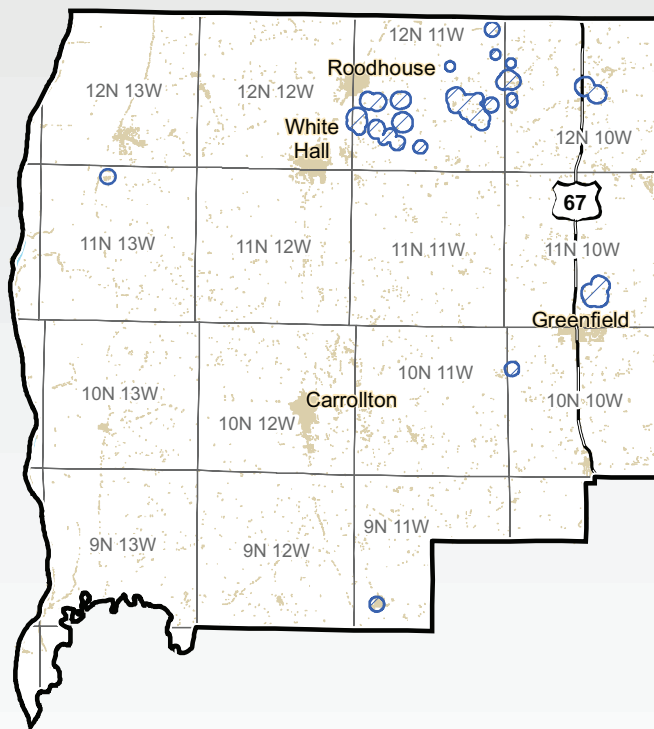 12N 11W
Roodhouse
12N 13W
12N 12W
White
Hall
12N 10W
67
11N 13W
11N 12W
11N 11W
11N 10W
Greenfield
10N 11W
10N 13W
Carrollton
10N 10W
10N 12W
9N 11W
9N 13W
9N 12W